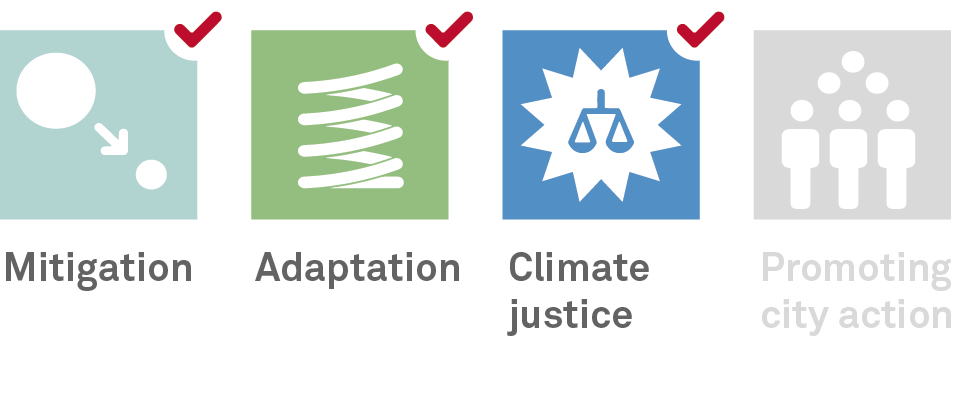 Mitigation
Adaptation
Climate
justice
Promoting
city action